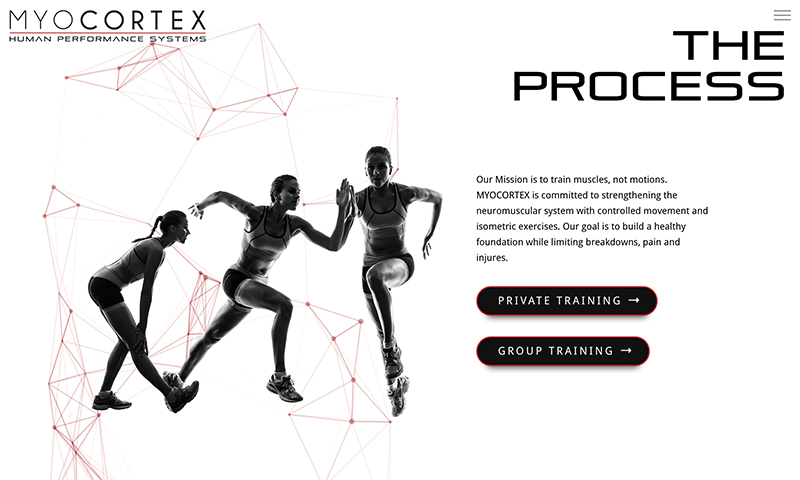 MYOCORTEX
HUMAN PERFORMANCE SYSTEMS
THE
PROCESS
Our Mission is to train muscles, not motions.
MYOCORTEX is committed to strengthening the
neuromuscular system with controlled movement and
isometric exercises. Our goal is to build a healthy
foundation while limiting breakdowns, pain and
injures.
PRIVATE TRAINING →
GROUP TRAINING →